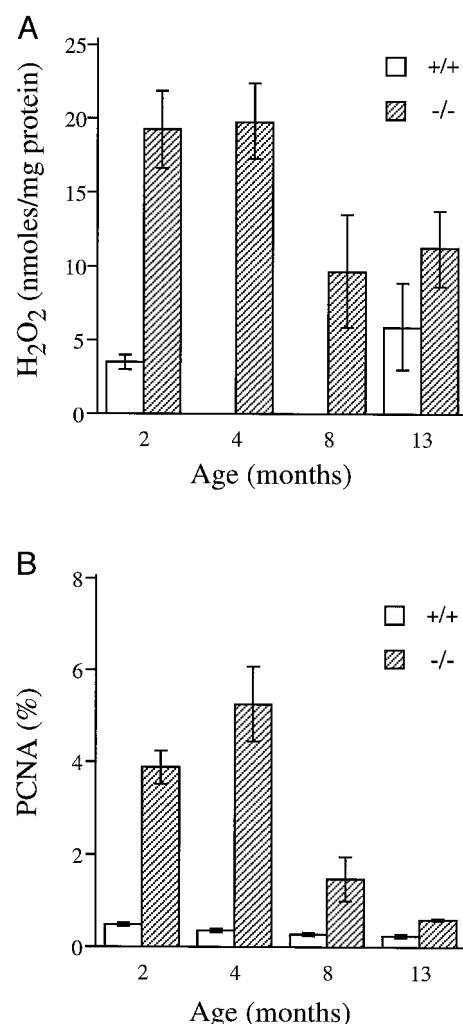 A
25
20
15
10
5
0
H2O2 (nmoles/mg protein)
+/+
-/-
2 4 8 13
Age (months)
B
8
6
4
2
0
PCNA (%)
+/+
-/-
2 4 8 13
Age (months)